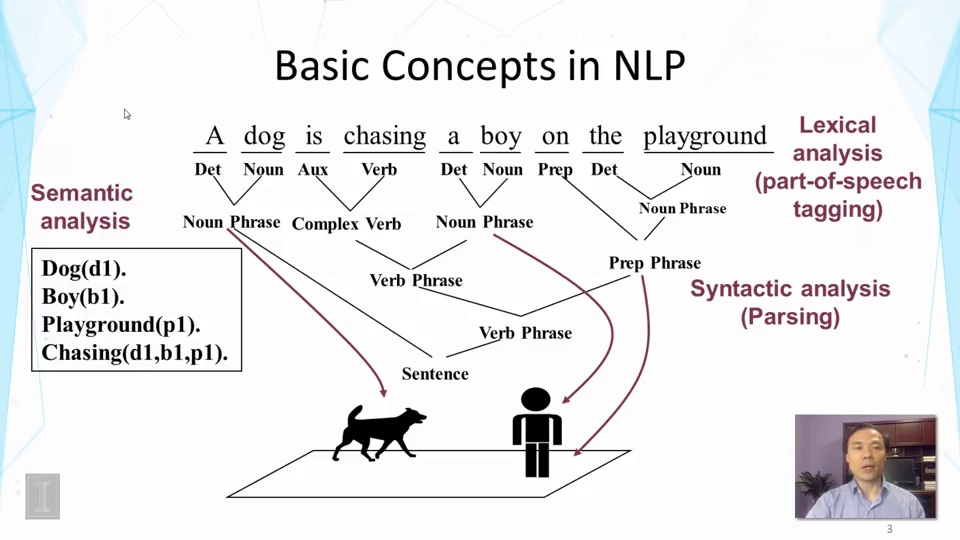 Basic Concepts in NLP
A dog is chasing a boy on the playground
Det Noun Aux Verb Det Noun Prep Det Noun
Lexical
analysis
(part-of-speech
tagging)
Noun Phrase Complex Verb Noun Phrase Noun Phrase
Semantic
analysis
Verb Phrase Prep Phrase
Dog(d1).
Boy(b1).
Playground(p1).
Chasing(d1,b1,p1).
Syntactic analysis
(Parsing)
Verb Phrase
Sentence
I
3